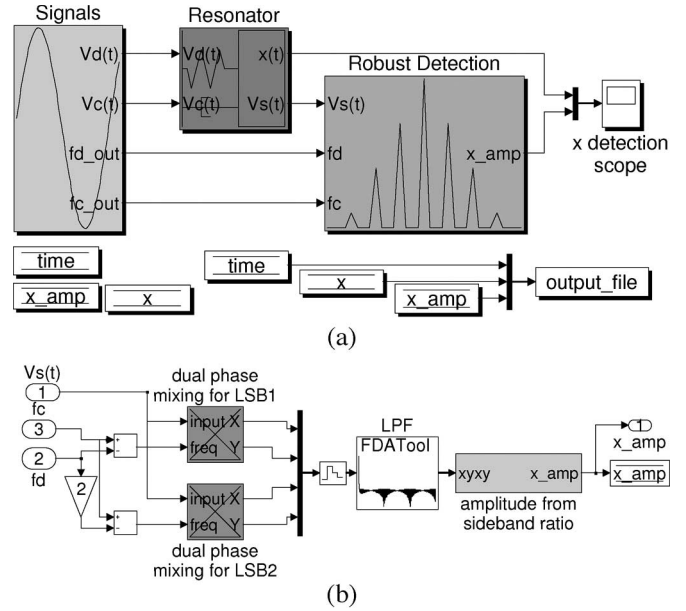 Signals
Resonator
Vd(t)
Vd(t)
x(t)
Robust Detection
Vc(t)
Vc(t)
Vs(t)
Vs(t)
fd_out
fd
x_amp
x detection
scope
fc_out
fc
time
time
x_amp
x
x
x_amp
output_file
(a)
Vs(t)
1
fc
3
2
fd
2
+
−
+
−
dual phase
mixing for LSB1
input X
freq Y
input X
freq Y
dual phase
mixing for LSB2
LPF
FDATool
xyxy
x_amp
amplitude from
sideband ratio
1
x_amp
x_amp
(b)